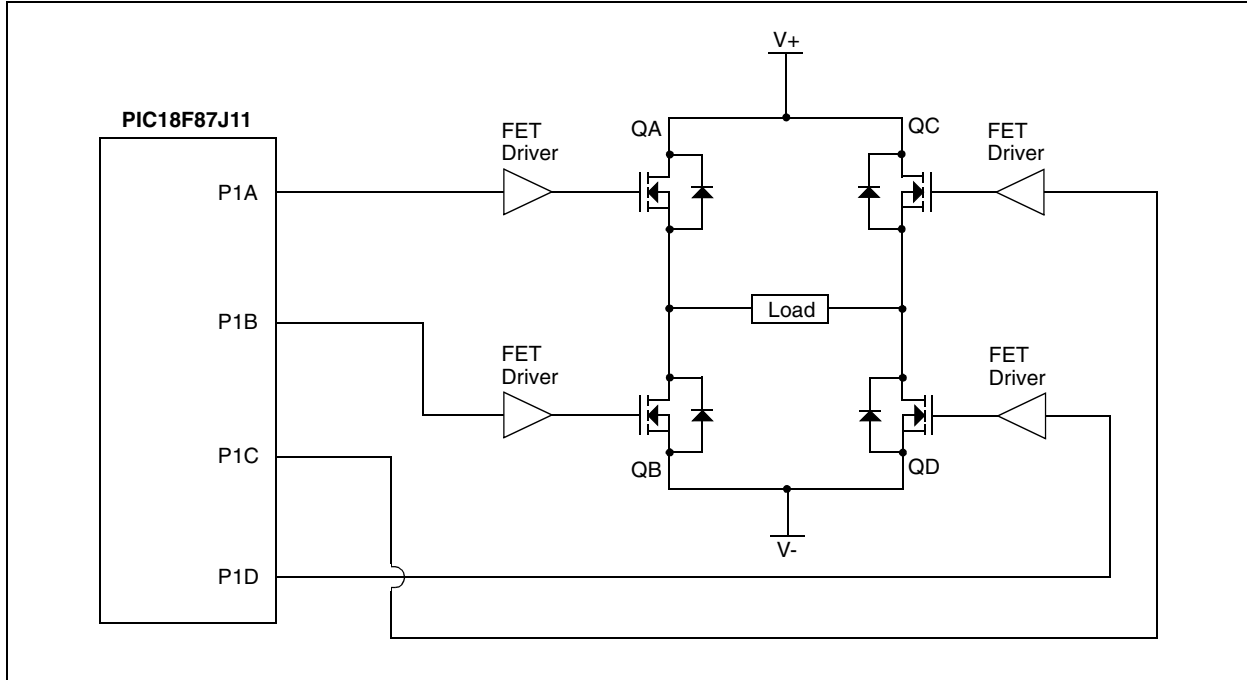 V+
PIC18F87J11
QA
FET
Driver
QC
FET
Driver
P1A
P1B
Load
FET
Driver
FET
Driver
P1C
QB
QD
V-
P1D